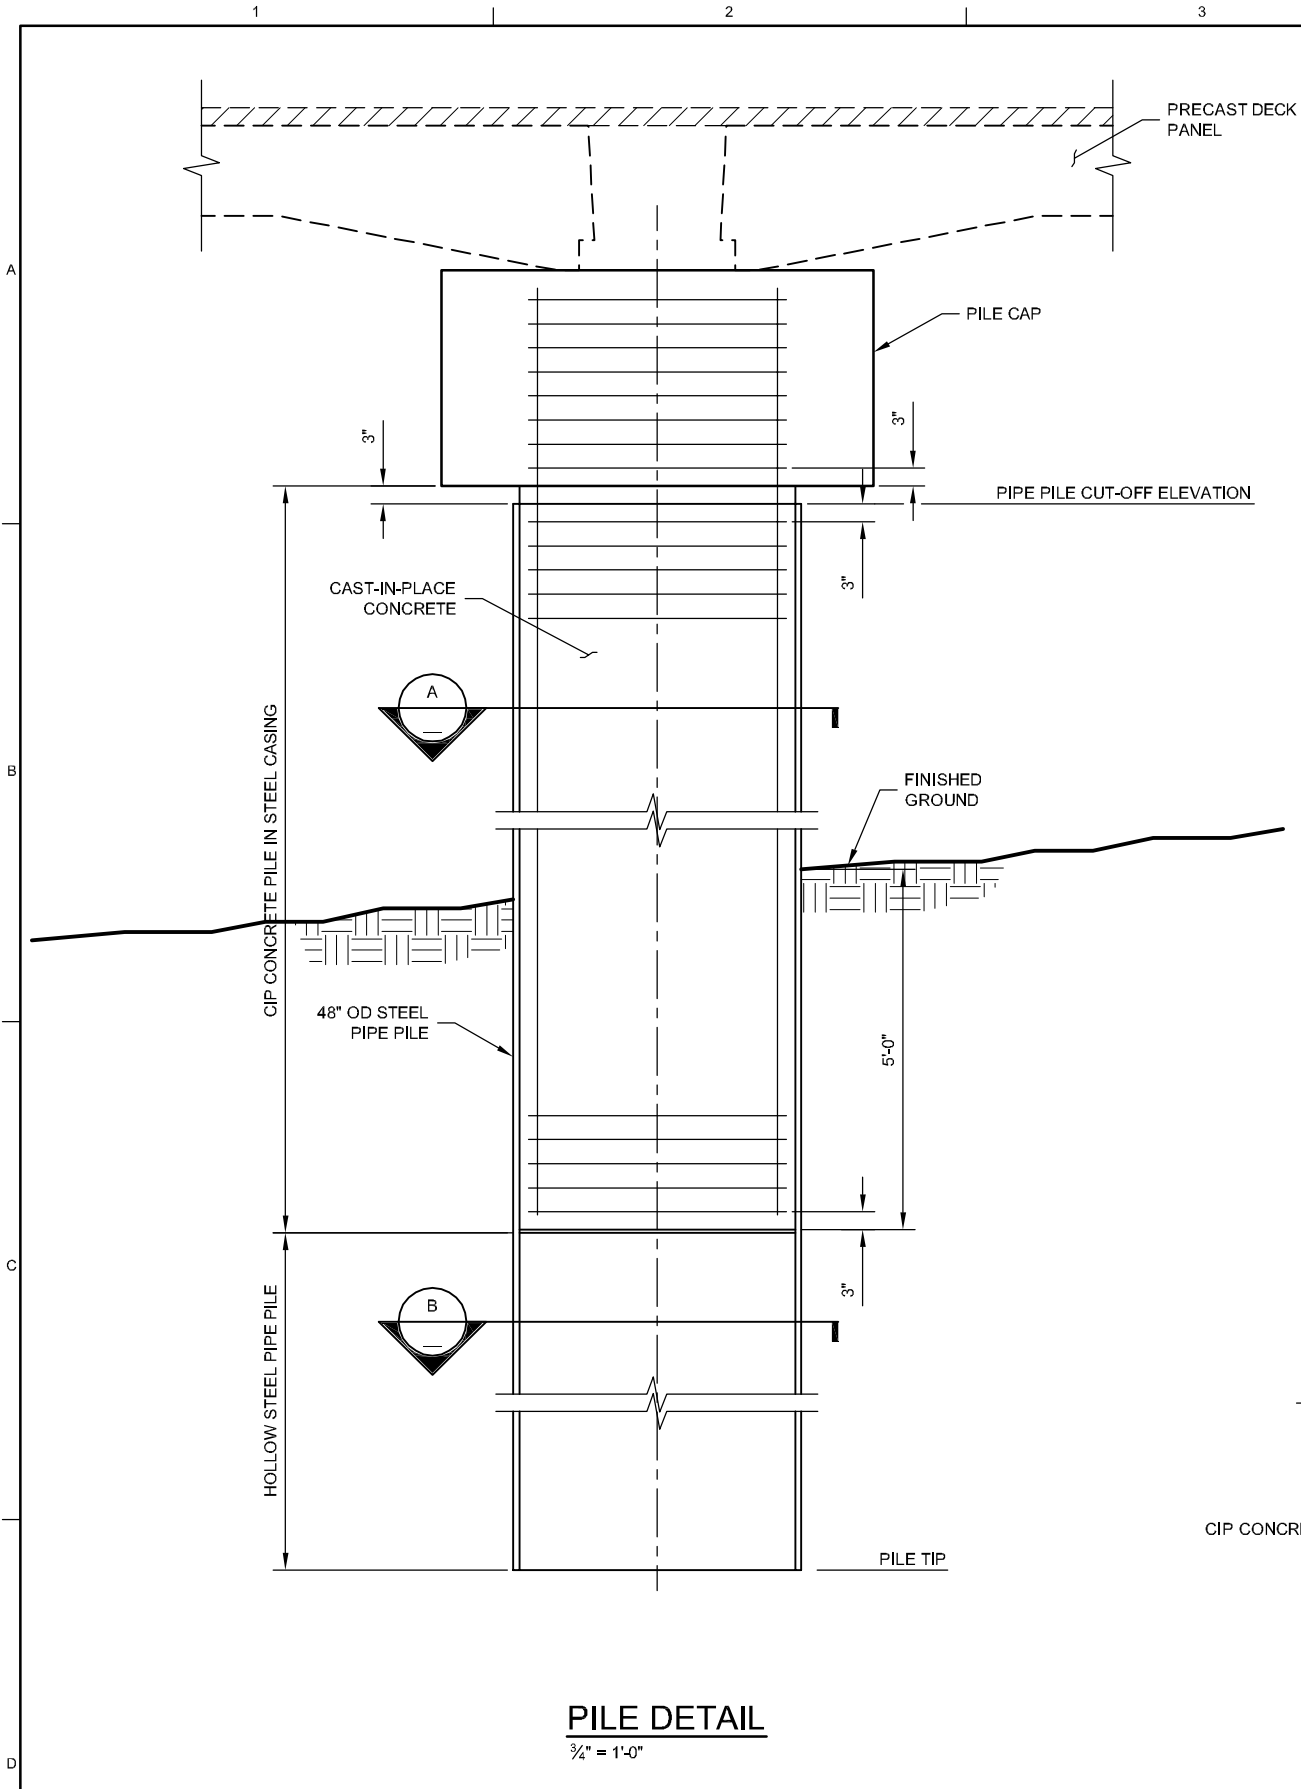 1 2 3
PRECAST DECK
PANEL
A
PILE CAP
3"
3"
PIPE PILE CUT-OFF ELEVATION
3"
CAST-IN-PLACE
CONCRETE
A
CIP CONCRETE PILE IN STEEL CASING
B
FINISHED
GROUND
48" OD STEEL
PIPE PILE
5'-0"
C
3"
B
HOLLOW STEEL PIPE PILE
CIP CONCR
PILE TIP
PILE DETAIL
¾" = 1'-0"
D